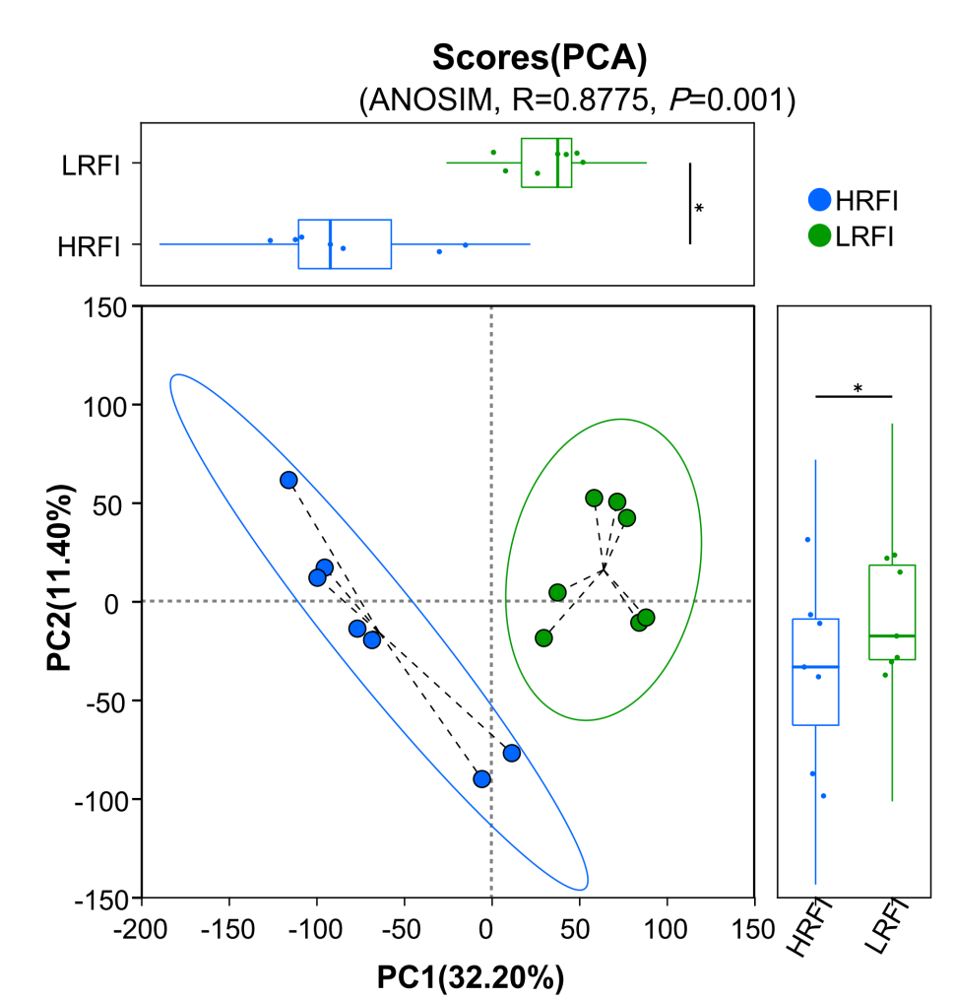 Scores(PCA)
(ANOSIM, R=0.8775, P=0.001)
LRFI
HRFI
*
HRFI
LRFI
150
100
50
0
-50
-100
-150
PC2(11.40%)
-200
-150
-100
-50
0
50
100
150
PC1(32.20%)
*
HRFI
LRFI